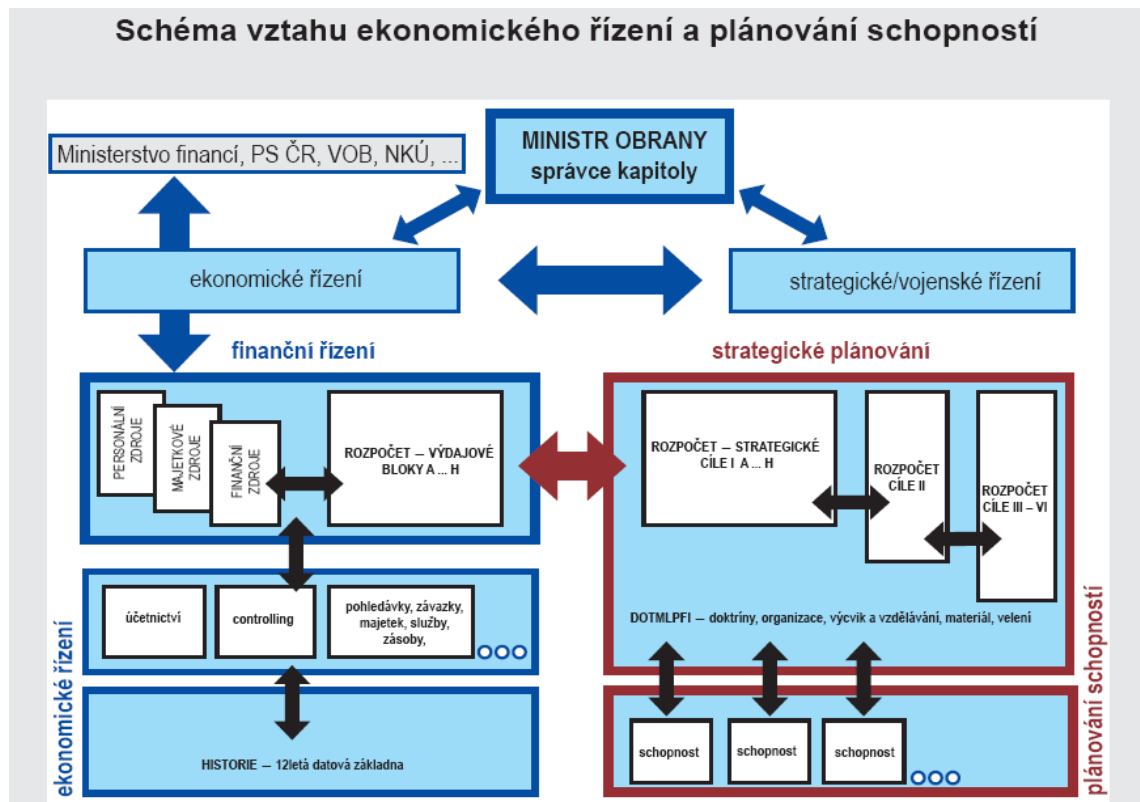 Schéma vztahu ekonomického řízení a plánování schopností
Ministerstvo financí, PS ČR, VOB, NKÚ, ...
MINISTR OBRANY
správce kapitoly
ekonomické řízení
strategické/vojenské řízení
finanční řízení
strategické plánování
PERSONÁLNÍ
ZDROJE
MAJETKOVÉ
ZDROJE
FINANČNÍ
ZDROJE
ROZPOČET – VÝDAJOVÉ
BLOKY A ... H
ROZPOČET – STRATEGICKÉ
CÍLE I A ... H
ROZPOČET
CÍLE II
ROZPOČET
CÍLE III – VI
DOTMLPFI – doktríny, organizace, výcvik a vzdělávání, materiál, velení
účetnictví
controlling
pohledávky, závazky,
majetek, služby,
zásoby,
HISTORIE – 12letá datová základna
schopnost
schopnost
schopnost
ekonomické řízení
plánování schopností